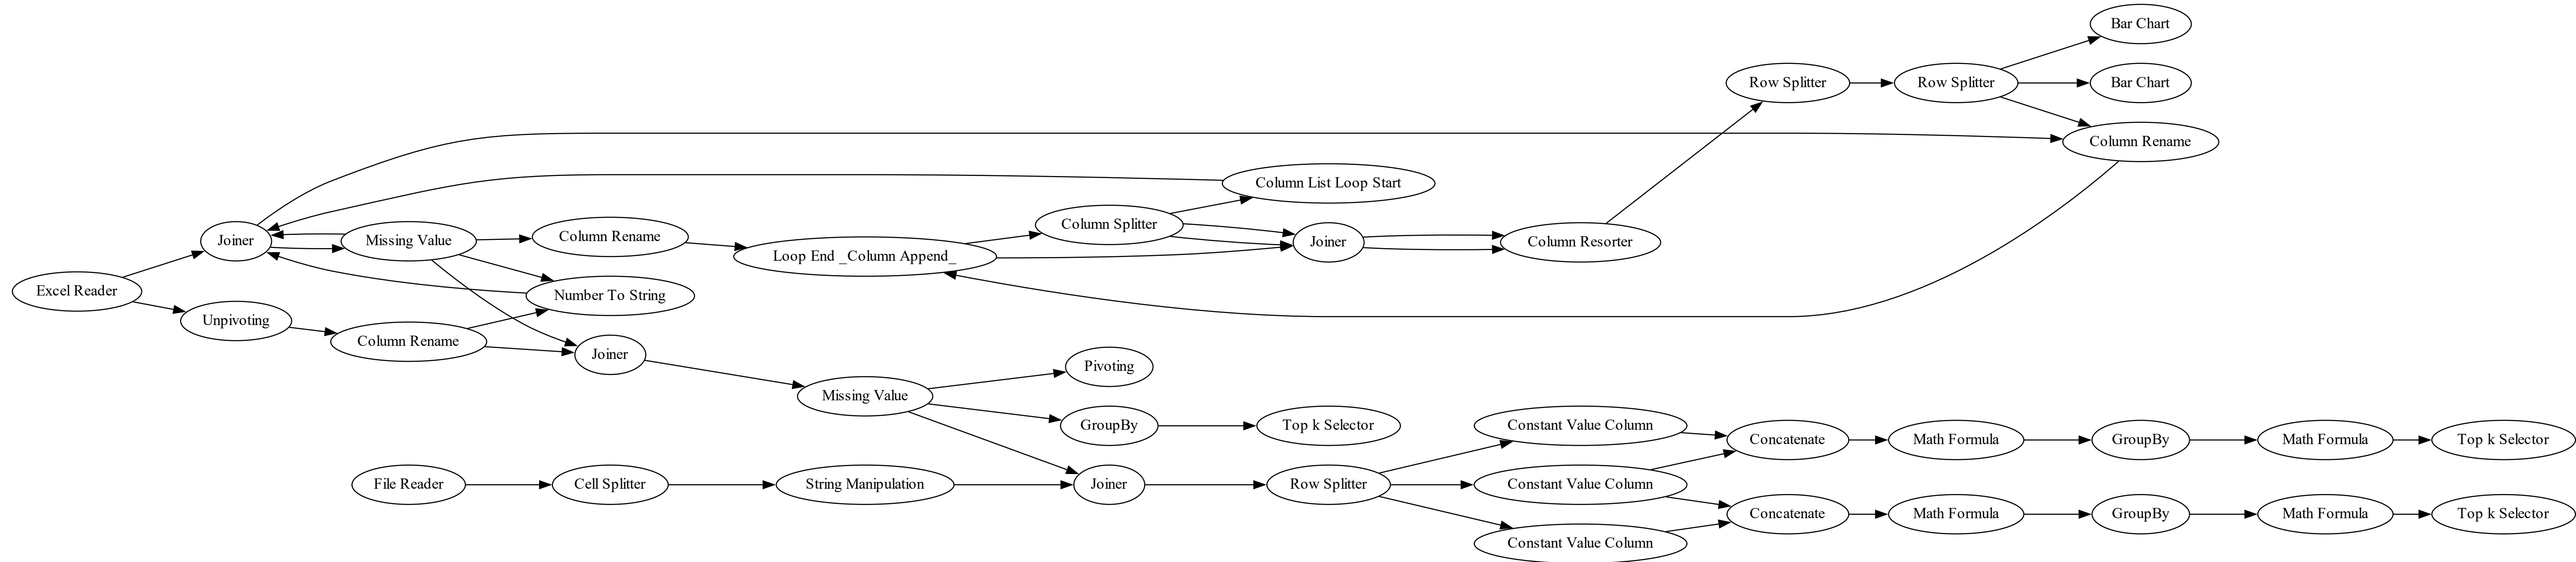 Bar Chart
Row Splitter
Row Splitter
Bar Chart
Column Rename
Column List Loop Start
Column Splitter
Joiner
Missing Value
Column Rename
Joiner
Column Resorter
Loop End _Column Append_
Excel Reader
Number To String
Unpivoting
Column Rename
Joiner
Pivoting
Missing Value
GroupBy
Top k Selector
Constant Value Column
Concatenate
Math Formula
GroupBy
Math Formula
Top k Selector
File Reader
Cell Splitter
String Manipulation
Joiner
Row Splitter
Constant Value Column
Concatenate
Math Formula
GroupBy
Math Formula
Top k Selector
Constant Value Column